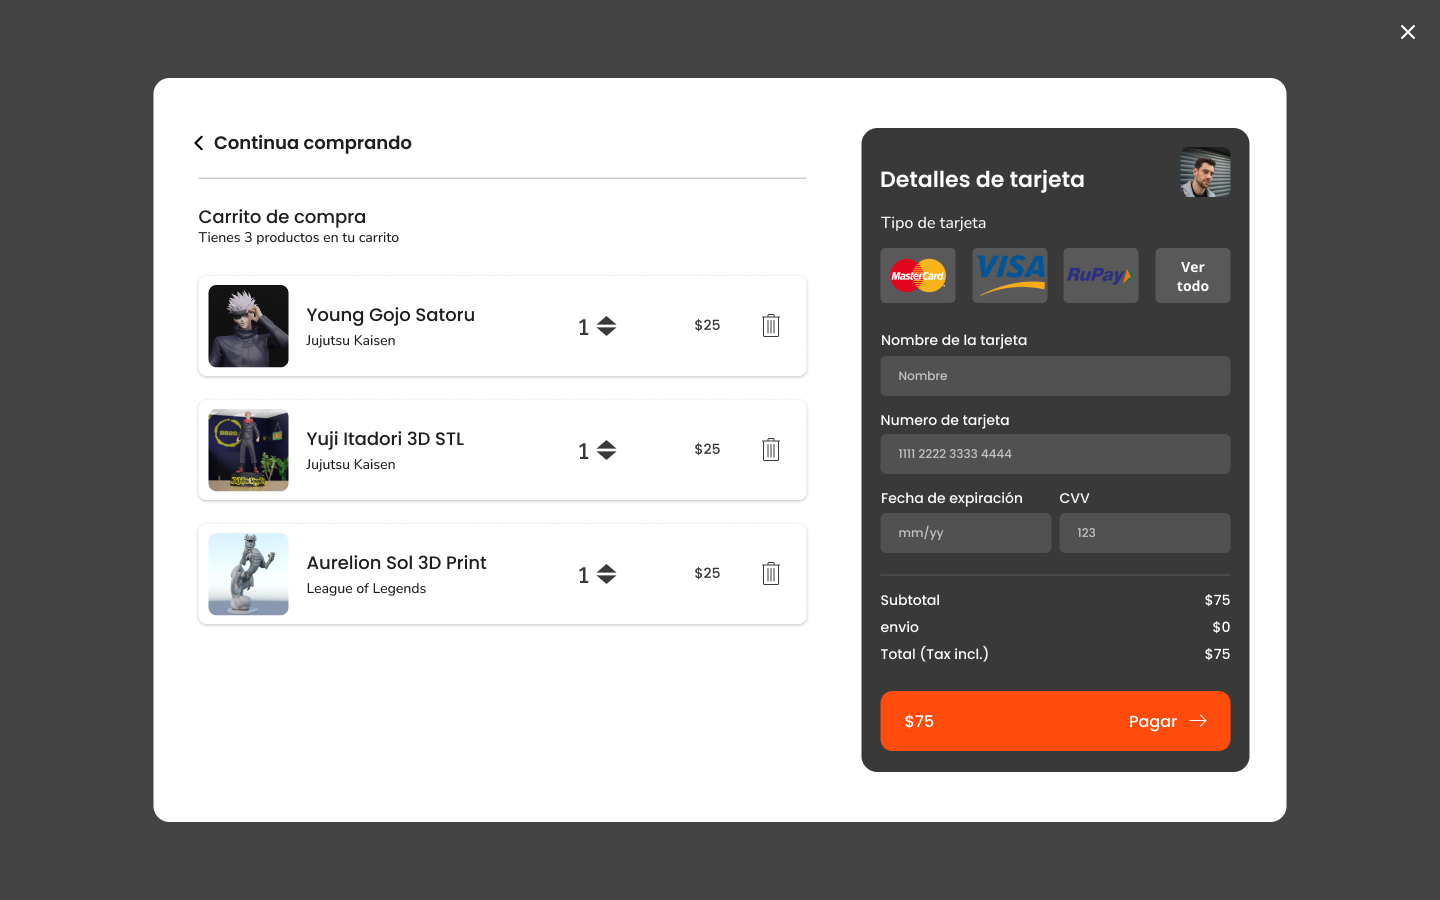 Continua comprando
Carrito de compra
Tienes 3 productos en tu carrito
Young Gojo Satoru
Jujutsu Kaisen
1
$25
Yuji Itadori 3D STL
Jujutsu Kaisen
1
$25
Aurelion Sol 3D Print
League of Legends
1
$25
Detalles de tarjeta
Tipo de tarjeta
MasterCard
VISA
RuPay
Ver
todo
Nombre de la tarjeta
Nombre
Numero de tarjeta
1111 2222 3333 4444
Fecha de expiración
CVV
mm/yy
123
Subtotal
$75
envio
$0
Total (Tax incl.)
$75
$75
Pagar